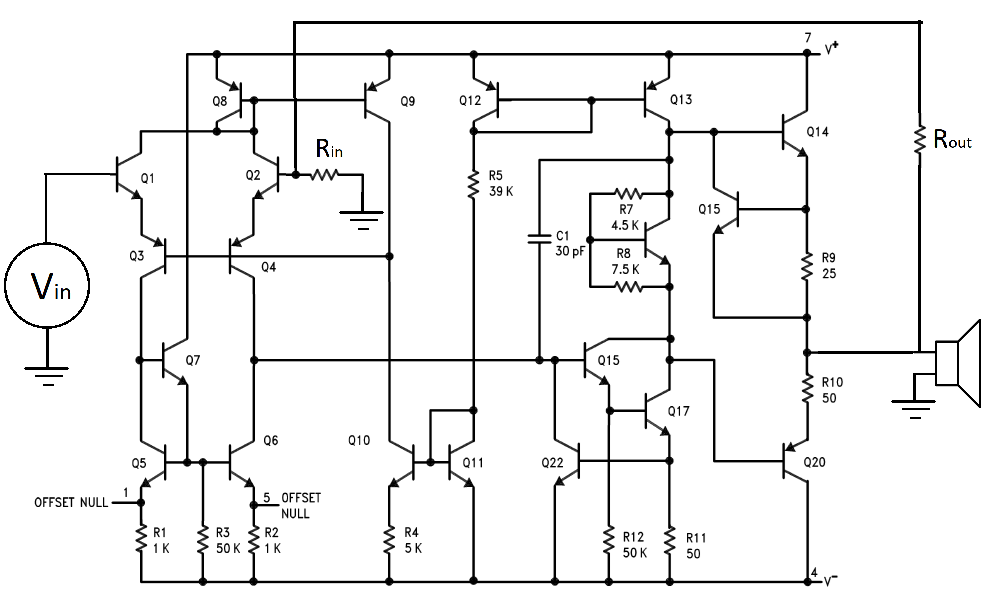 7 V+
Q8
Q9
Q12
Q13
Q14
Rin
Rout
Q1
Q2
R5
39 K
Q15
R7
4.5 K
C1
30 pF
R8
7.5 K
Q3
Q4
R9
25
Vin
Q7
Q15
R10
50
Q17
Q5
Q6
Q10
Q11
Q22
Q20
OFFSET NULL 1
5 OFFSET
NULL
R1
1 K
R3
50 K
R2
1 K
R4
5 K
R12
50 K
R11
50
4 V-